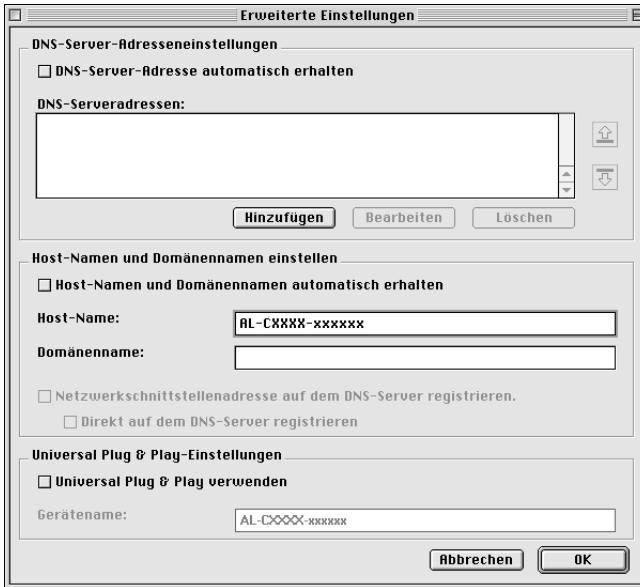 Erweiterte Einstellungen
DNS-Server-Adresseneinstellungen
DNS-Server-Adresse automatisch erhalten
DNS-Serveradressen:
Hinzufügen Bearbeiten Löschen
Host-Namen und Domänennamen einstellen
Host-Namen und Domänennamen automatisch erhalten
Host-Name: AL-CXXXX-xxxxxx
Domänenname:
Netzwerkschnittstellenadresse auf dem DNS-Server registrieren.
Direkt auf dem DNS-Server registrieren
Universal Plug & Play-Einstellungen
Universal Plug & Play verwenden
Gerätename: AL-CXXXX-xxxxxx
Abbrechen OK